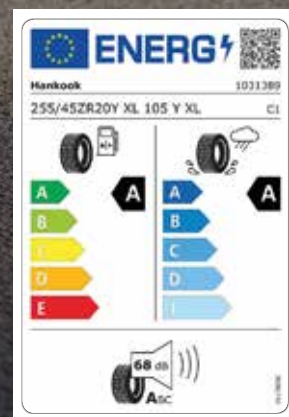 ENERG
Hankook 1031389
255/45ZR20Y XL 105 Y XL C1
A A A A
B B
C C
D D
E
68 dB
ABC